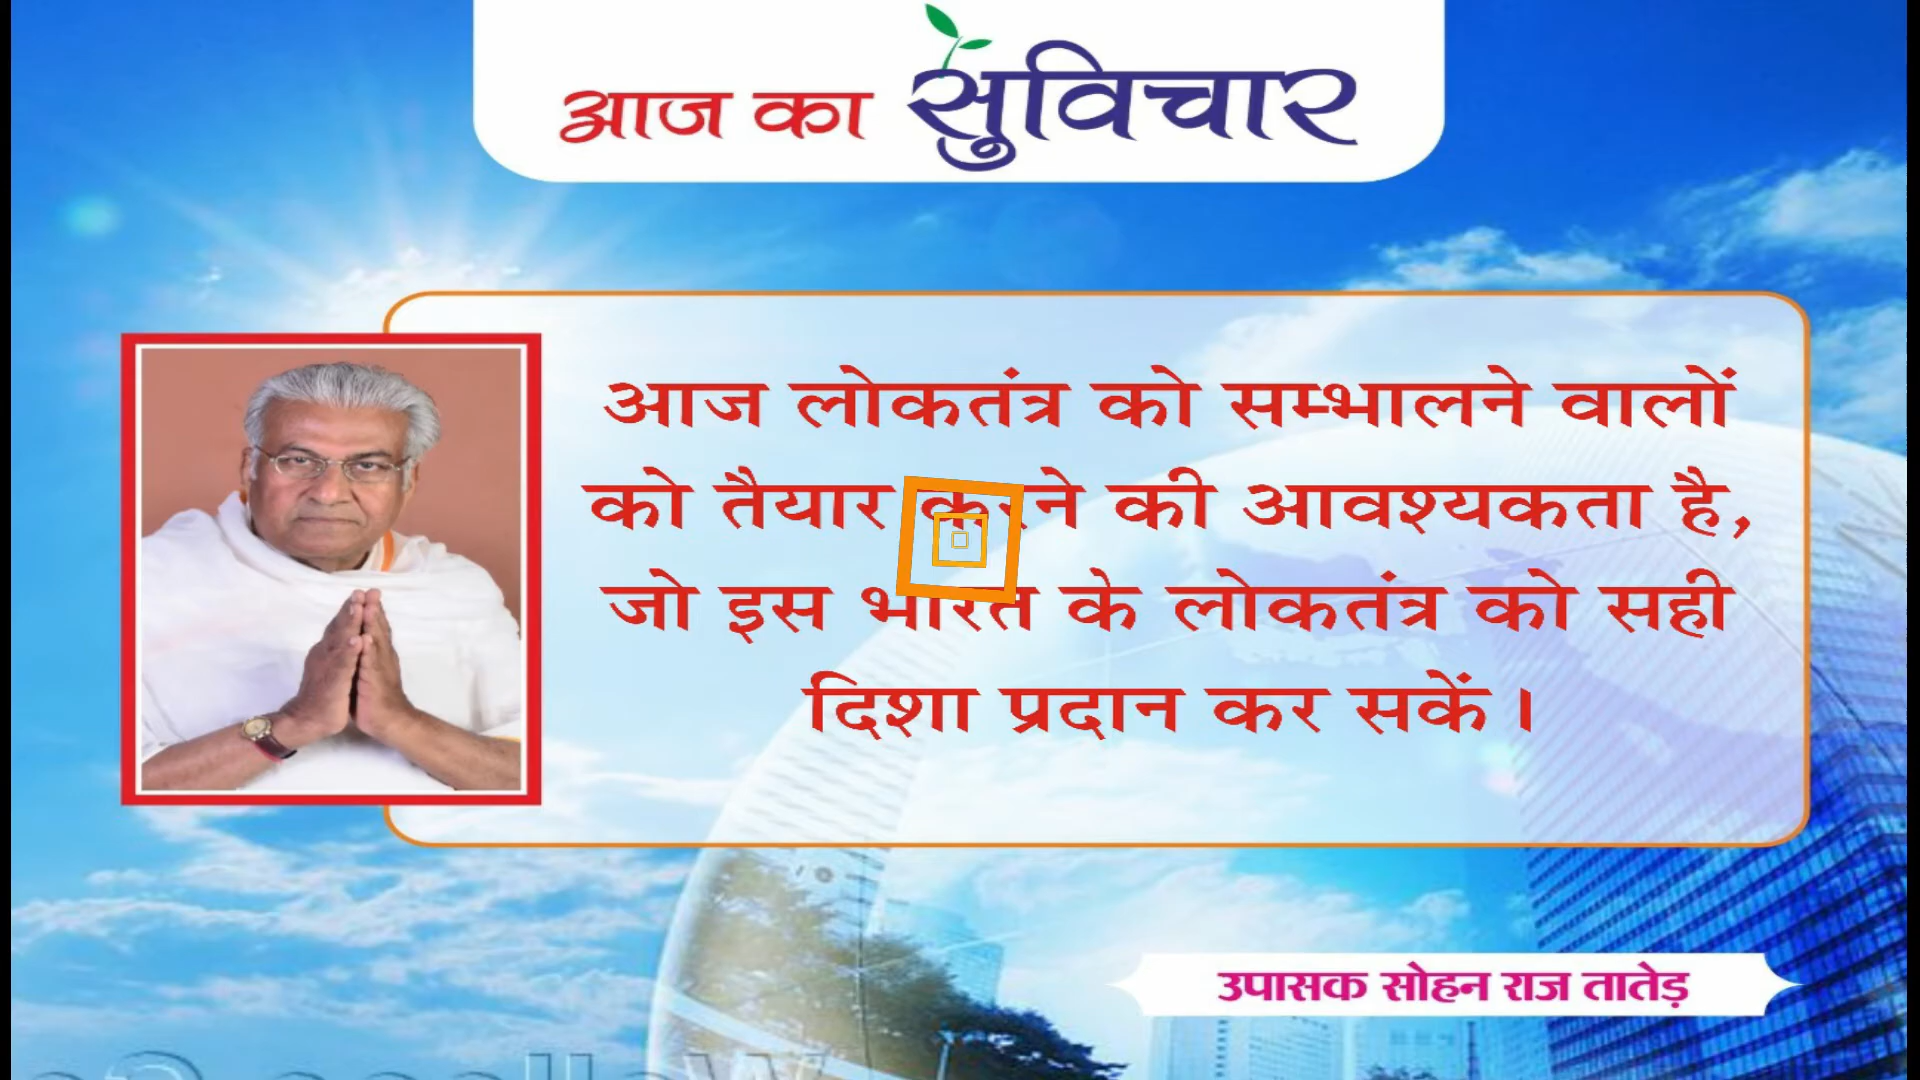 आज का सुविचार
आज लोकतंत्र को सम्भालने वालों
को तैयार करने की आवश्यकता है,
जो इस भारत के लोकतंत्र को सही
दिशा प्रदान कर सकें।
उपासक सोहन राज तातेड़